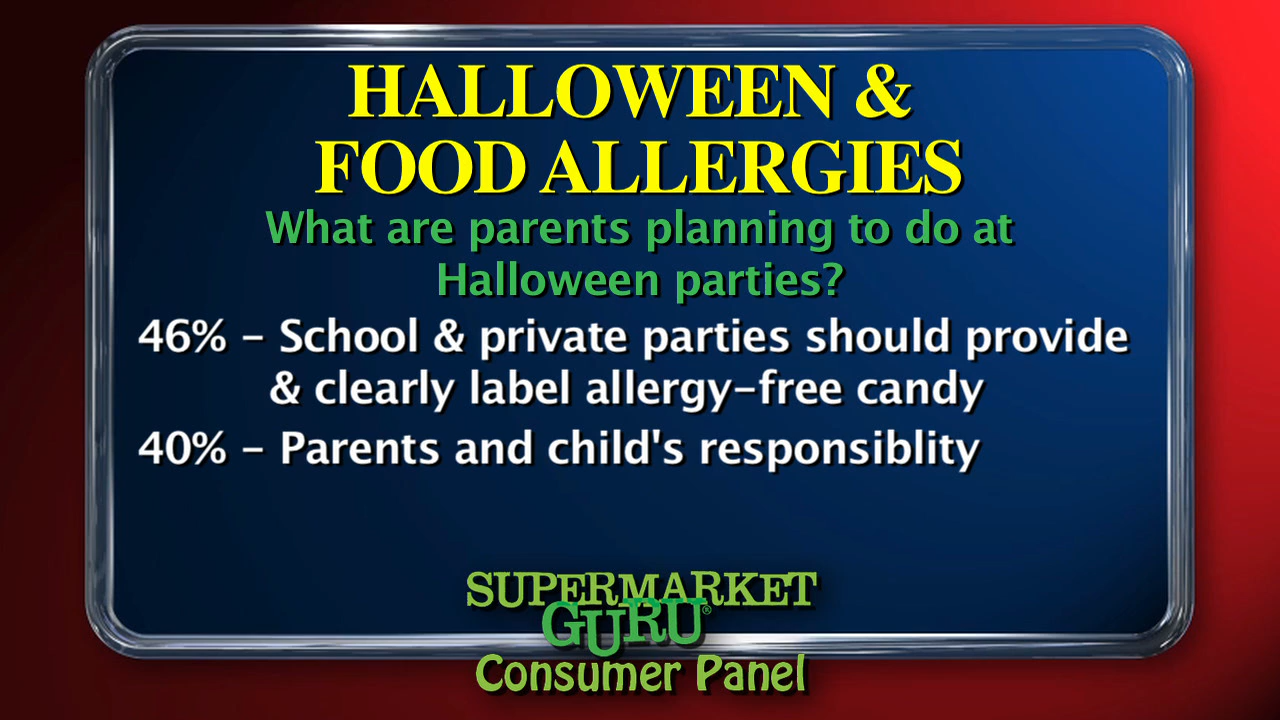 HALLOWEEN &
FOOD ALLERGIES
What are parents planning to do at
Halloween parties?
46% – School & private parties should provide
& clearly label allergy–free candy
40% – Parents and child's responsiblity
SUPERMARKET
GURU®
Consumer Panel